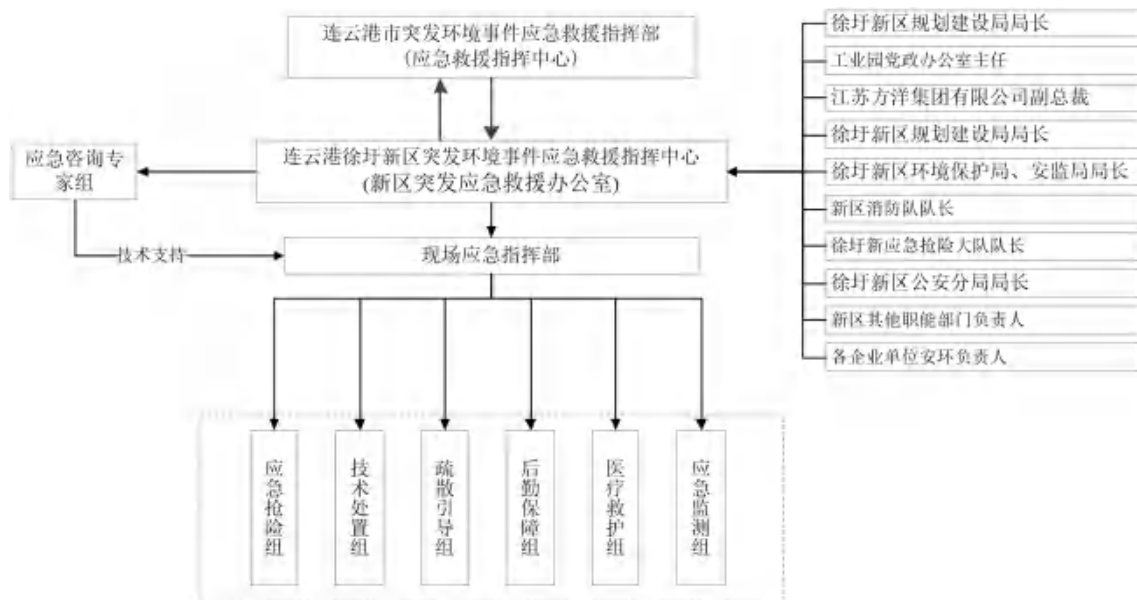 连云港市突发环境事件应急救援指挥部
(应急救援指挥中心)
连云港徐圩新区突发环境事件应急救援指挥中心
(新区突发应急救援办公室)
应急咨询专
家组
技术支持
现场应急指挥部
徐圩新区规划建设局局长
工业园党政办公室主任
江苏方洋集团有限公司副总裁
徐圩新区规划建设局局长
徐圩新区环境保护局、安监局局长
新区消防队队长
徐圩新应急抢险大队队长
徐圩新区公安分局局长
新区其他职能部门负责人
各企业单位安环负责人
应急抢险组
技术处置组
疏散引导组
后勤保障组
医疗救护组
应急监测组